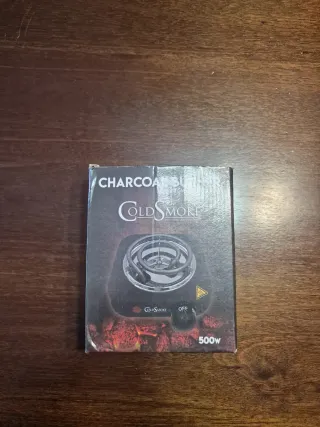 CHARCOAL BURNER
COLDSMOKE
OFF
COLDSMOKE
500W